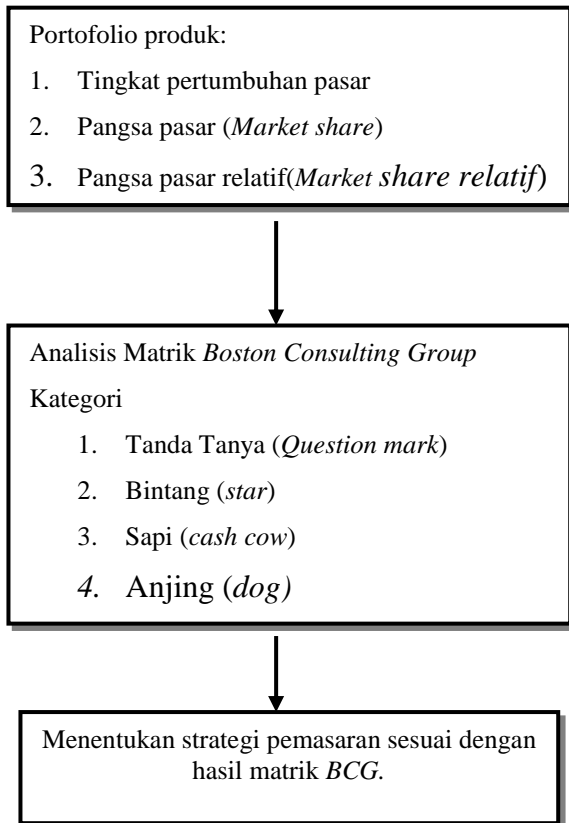 Portofolio produk:
1. Tingkat pertumbuhan pasar
2. Pangsa pasar (Market share)
3. Pangsa pasar relatif(Market share relatif)
Analisis Matrik Boston Consulting Group
Kategori
1. Tanda Tanya (Question mark)
2. Bintang (star)
3. Sapi (cash cow)
4. Anjing (dog)
Menentukan strategi pemasaran sesuai dengan
hasil matrik BCG.